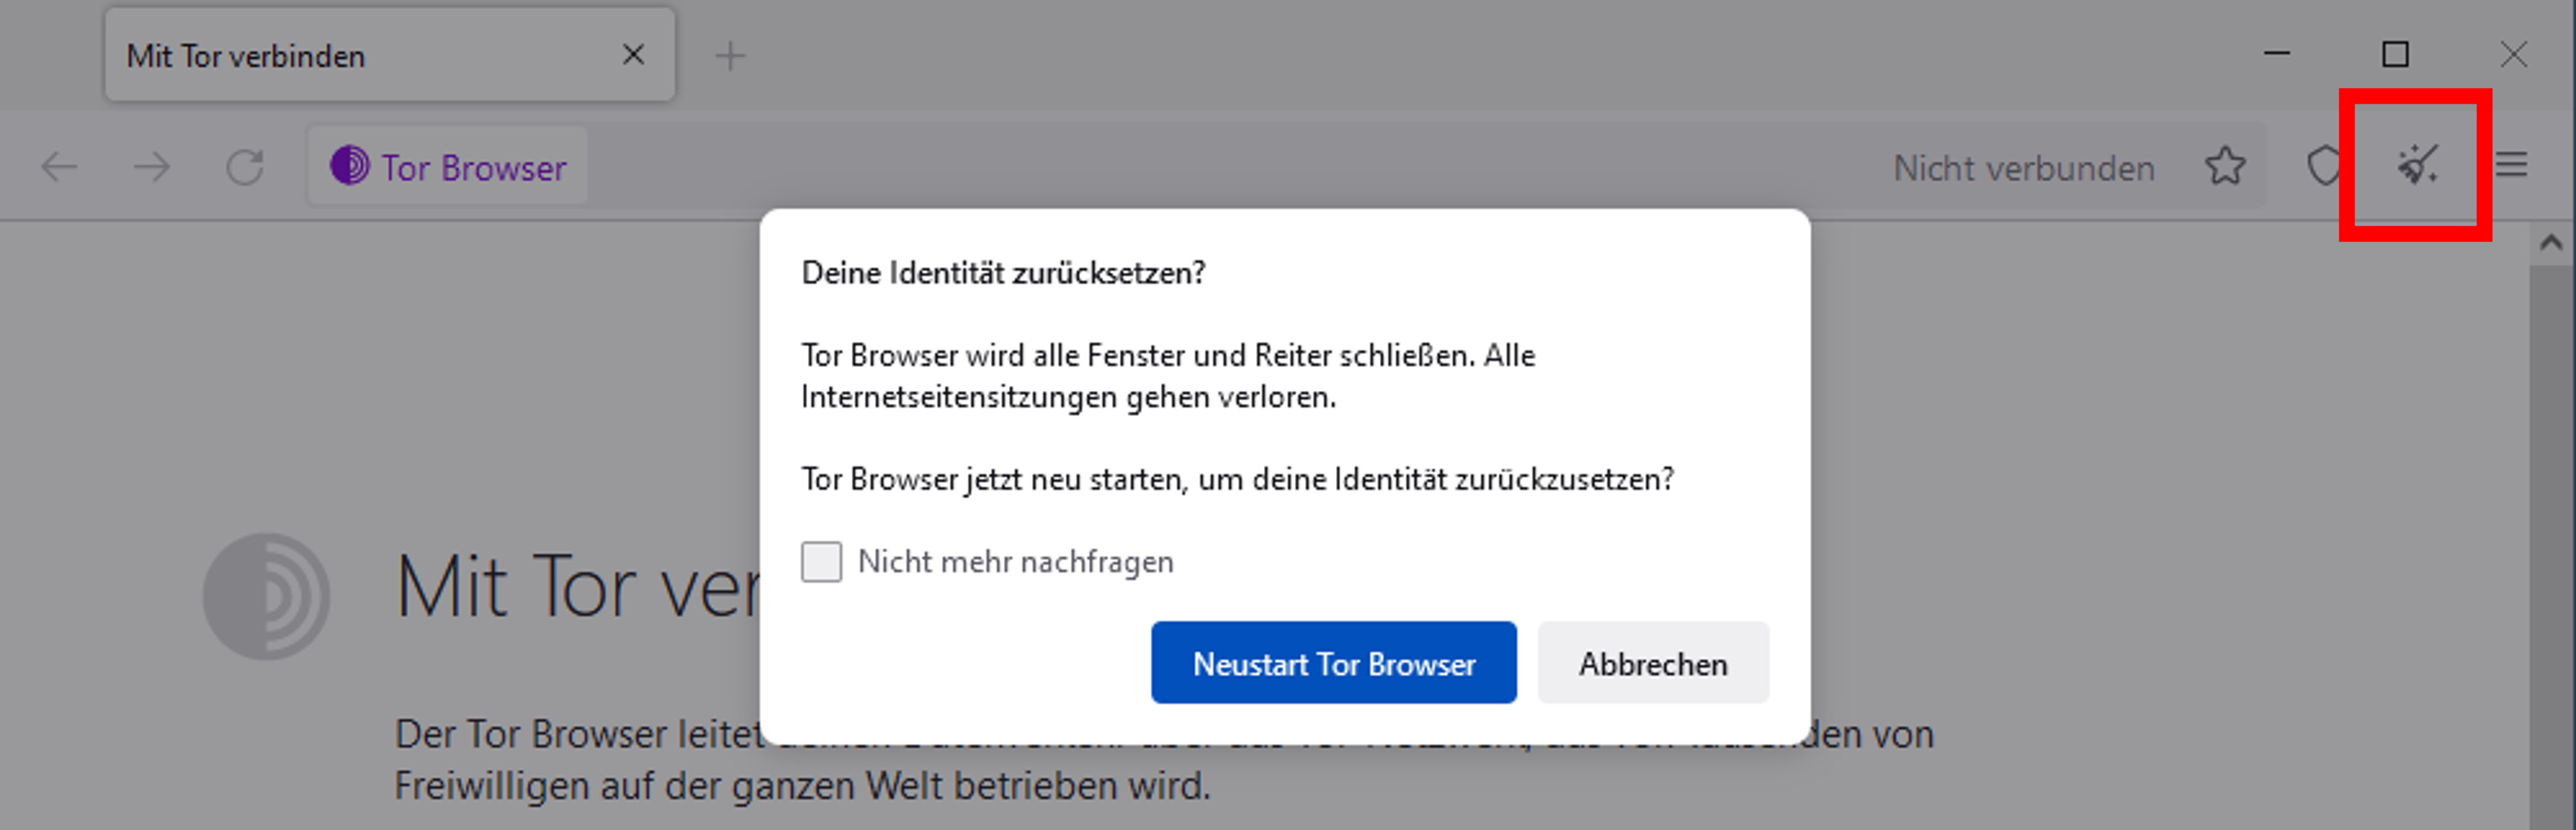 Mit Tor verbinden
Tor Browser
Nicht verbunden
Deine Identität zurücksetzen?
Tor Browser wird alle Fenster und Reiter schließen. Alle
Internetseitensitzungen gehen verloren.
Tor Browser jetzt neu starten, um deine Identität zurückzusetzen?
Nicht mehr nachfragen
Neustart Tor Browser
Abbrechen
Mit Tor ver
Der Tor Browser leitet den von
Freiwilligen auf der ganzen Welt betrieben wird.